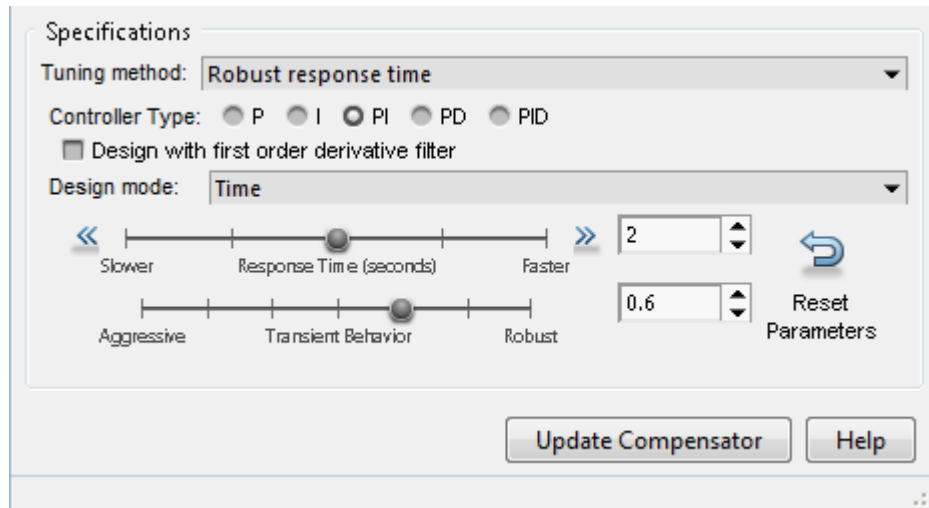 Specifications
Tuning method: Robust response time
Controller Type: P I PI PD PID
Design with first order derivative filter
Design mode: Time
2
Slower Response Time (seconds) Faster
0.6
Aggressive Transient Behavior Robust
Reset
Parameters
Update Compensator Help